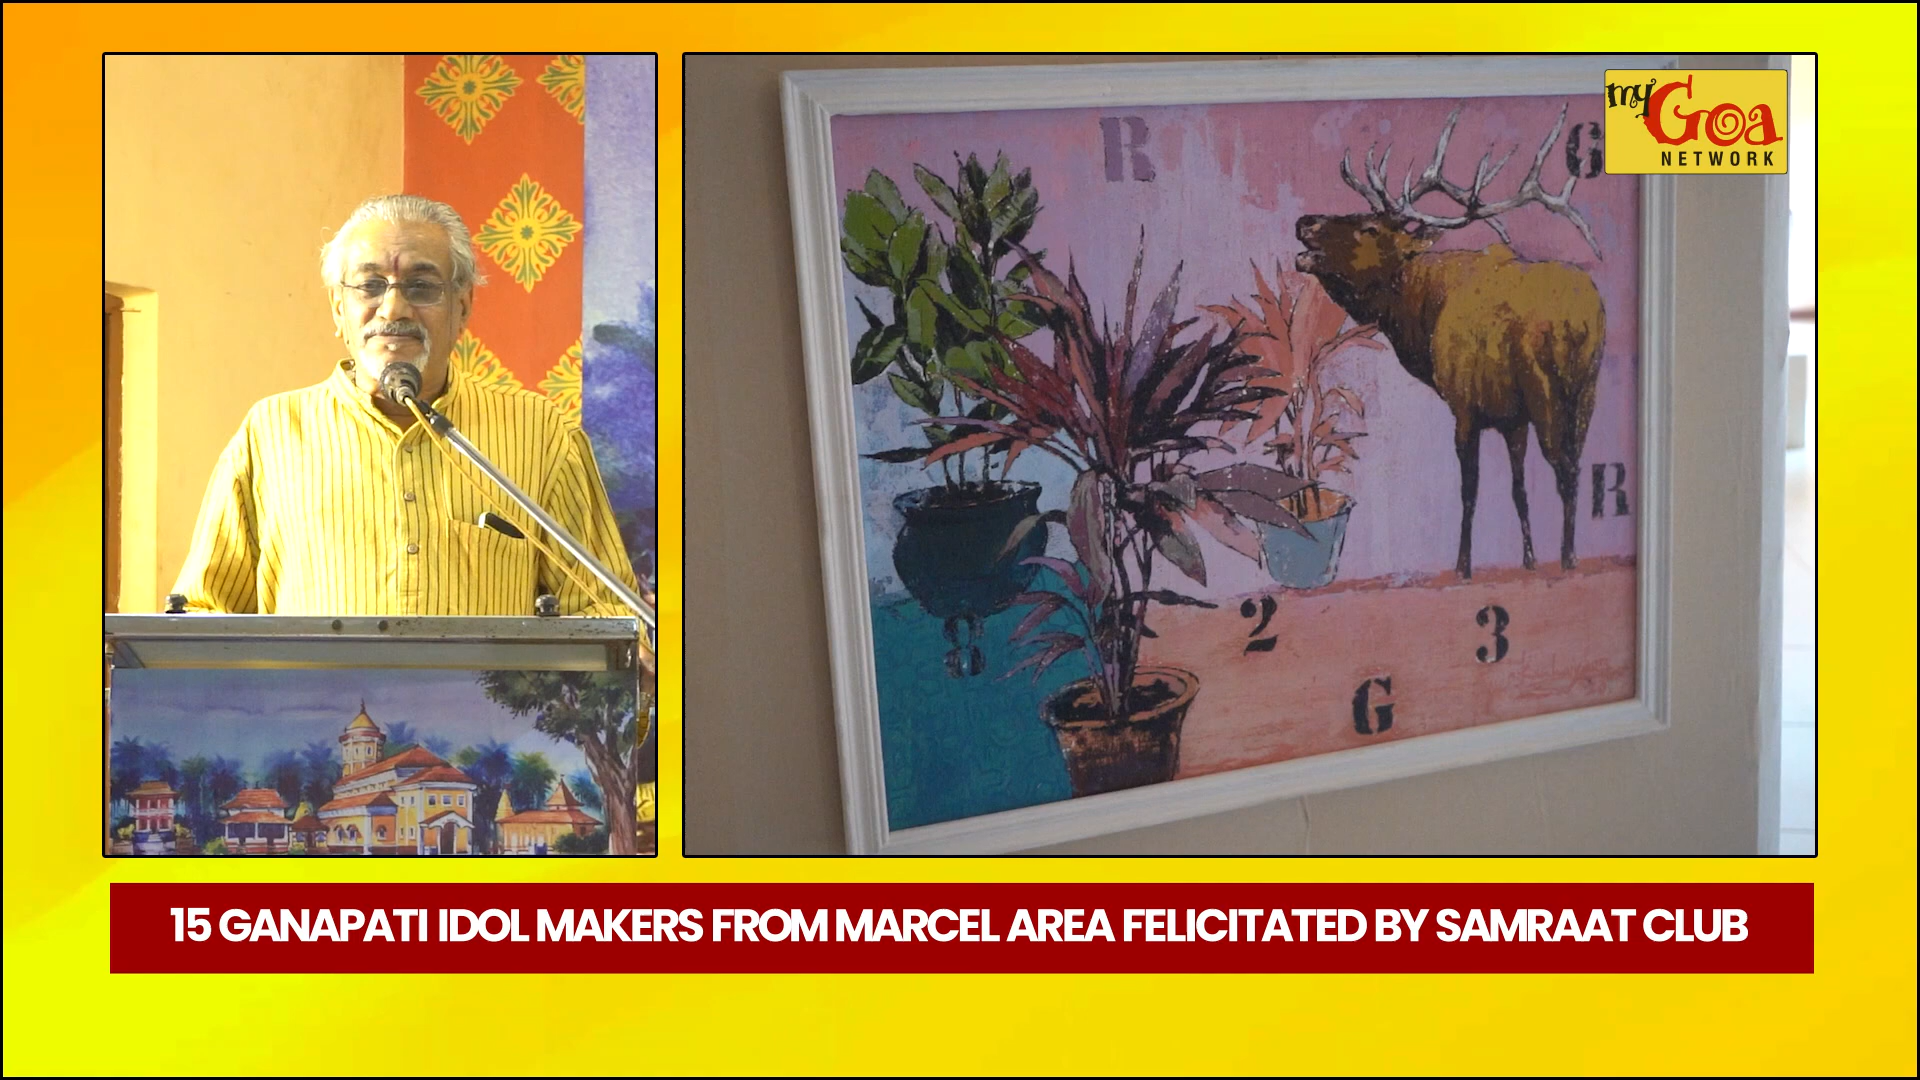 my Goa
NETWORK
R
G
R
8
2
3
G
15 GANAPATI IDOL MAKERS FROM MARCEL AREA FELICITATED BY SAMRAAT CLUB